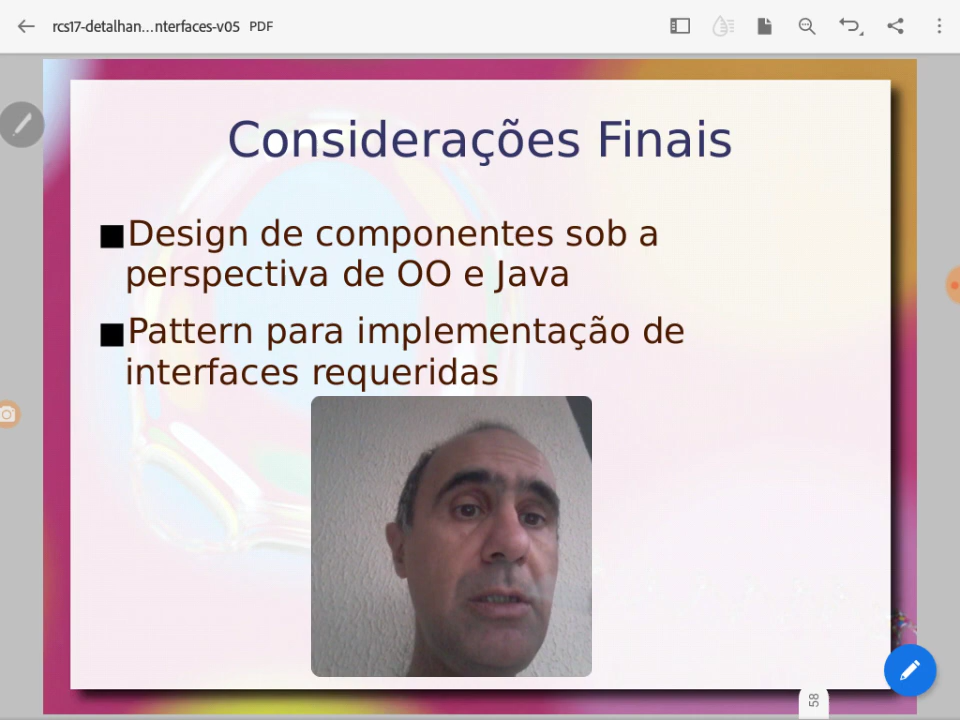 rcs17-detalhan...nterfaces-v05 PDF
Considerações Finais
Design de componentes sob a
perspectiva de OO e Java
Pattern para implementação de
interfaces requeridas
58